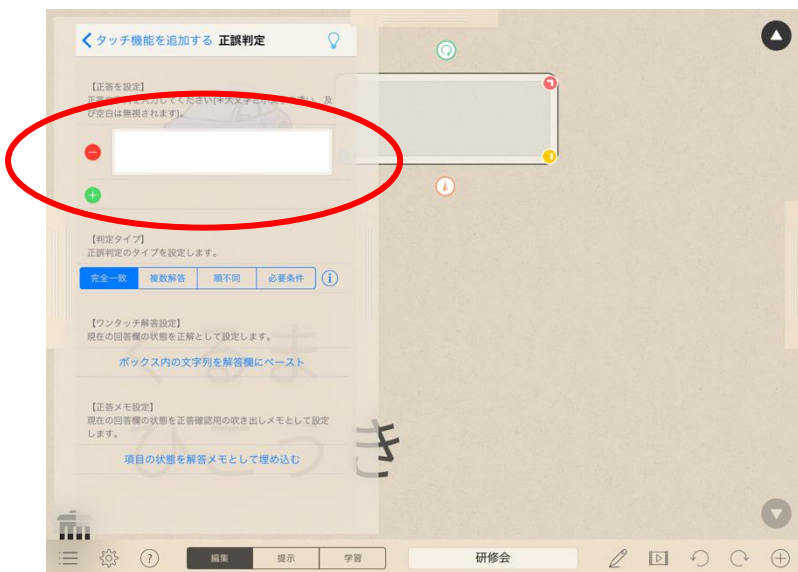 タッチ機能を追加する 正誤判定
【正答を設定】
び空白は無視されます)。
【判定タイプ】
正誤判定のタイプを設定します。
完全一致 複数解答 順不同 必要条件
【ワンタッチ解答設定】
現在の回答欄の状態を正解として設定します。
くるま
ボックス内の文字列を解答欄にペースト
【正答メモ設定】
現在の回答欄の状態を正答確認用の吹き出しメモとして設定
します。
ひこうき
項目の状態を解答メモとして埋め込む
編集 提示 学習 研修会